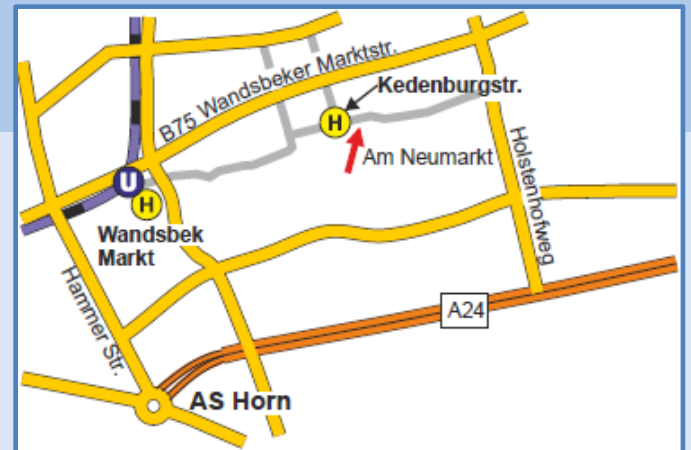 B75 Wandsbeker Marktstr.
Kedenburgstr.
H
Am Neumarkt
Holstenhofweg
U
H
Wandsbek
Markt
Hammer Str.
A24
AS Horn